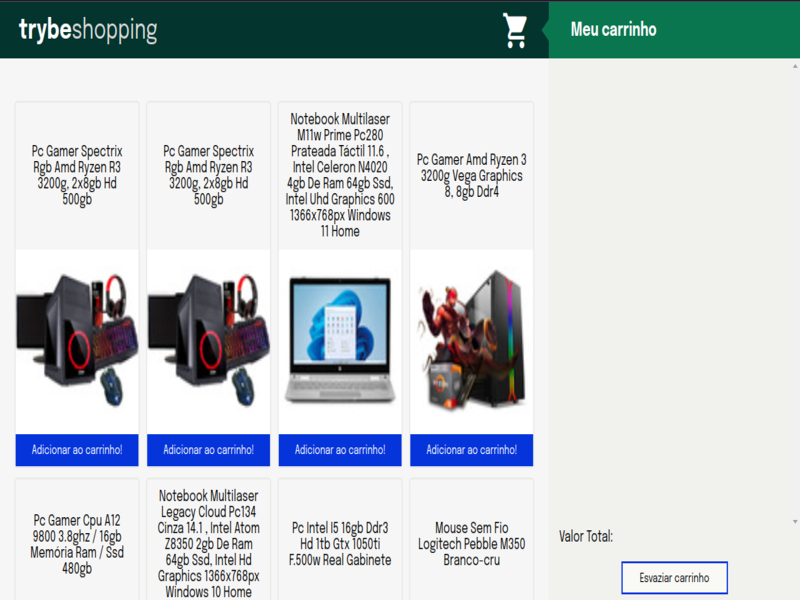 trybeshopping
Meu carrinho
Pc Gamer Spectrix
Rgb Amd Ryzen R3
3200g, 2x8gb Hd
500gb
Pc Gamer Spectrix
Rgb Amd Ryzen R3
3200g, 2x8gb Hd
500gb
Notebook Multilaser
M11w Prime Pc280
Prateada Táctil 11.6 ,
Intel Celeron N4020
4gb De Ram 64gb Ssd,
Intel Uhd Graphics 600
1366x768px Windows
11 Home
Pc Gamer Amd Ryzen 3
3200g Vega Graphics
8, 8gb Ddr4
Adicionar ao carrinho!
Adicionar ao carrinho!
Adicionar ao carrinho!
Adicionar ao carrinho!
Pc Gamer Cpu A12
9800 3.8ghz / 16gb
Memória Ram / Ssd
480gb
Notebook Multilaser
Legacy Cloud Pc134
Cinza 14.1 , Intel Atom
Z8350 2gb De Ram
64gb Ssd, Intel Hd
Graphics 1366x768px
Windows 10 Home
Pc Intel I5 16gb Ddr3
Hd 1tb Gtx 1050ti
F.500w Real Gabinete
Mouse Sem Fio
Logitech Pebble M350
Branco-cru
Valor Total:
Esvaziar carrinho